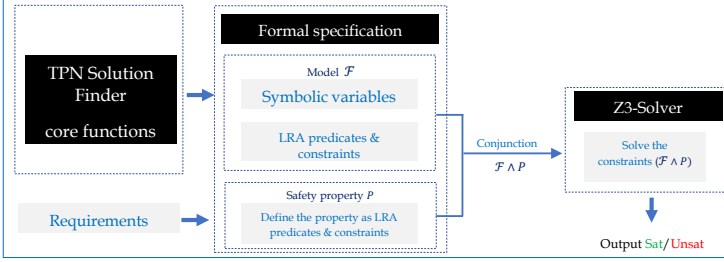 TPN Solution
Finder
core functions
Requirements
Formal specification
Model ℱ
Symbolic variables
LRA predicates &
constraints
Safety property P
Define the property as LRA
predicates & constraints
Conjunction
ℱ ∧ P
Z3-Solver
Solve the
constraints (ℱ ∧ P)
Output Sat/Unsat